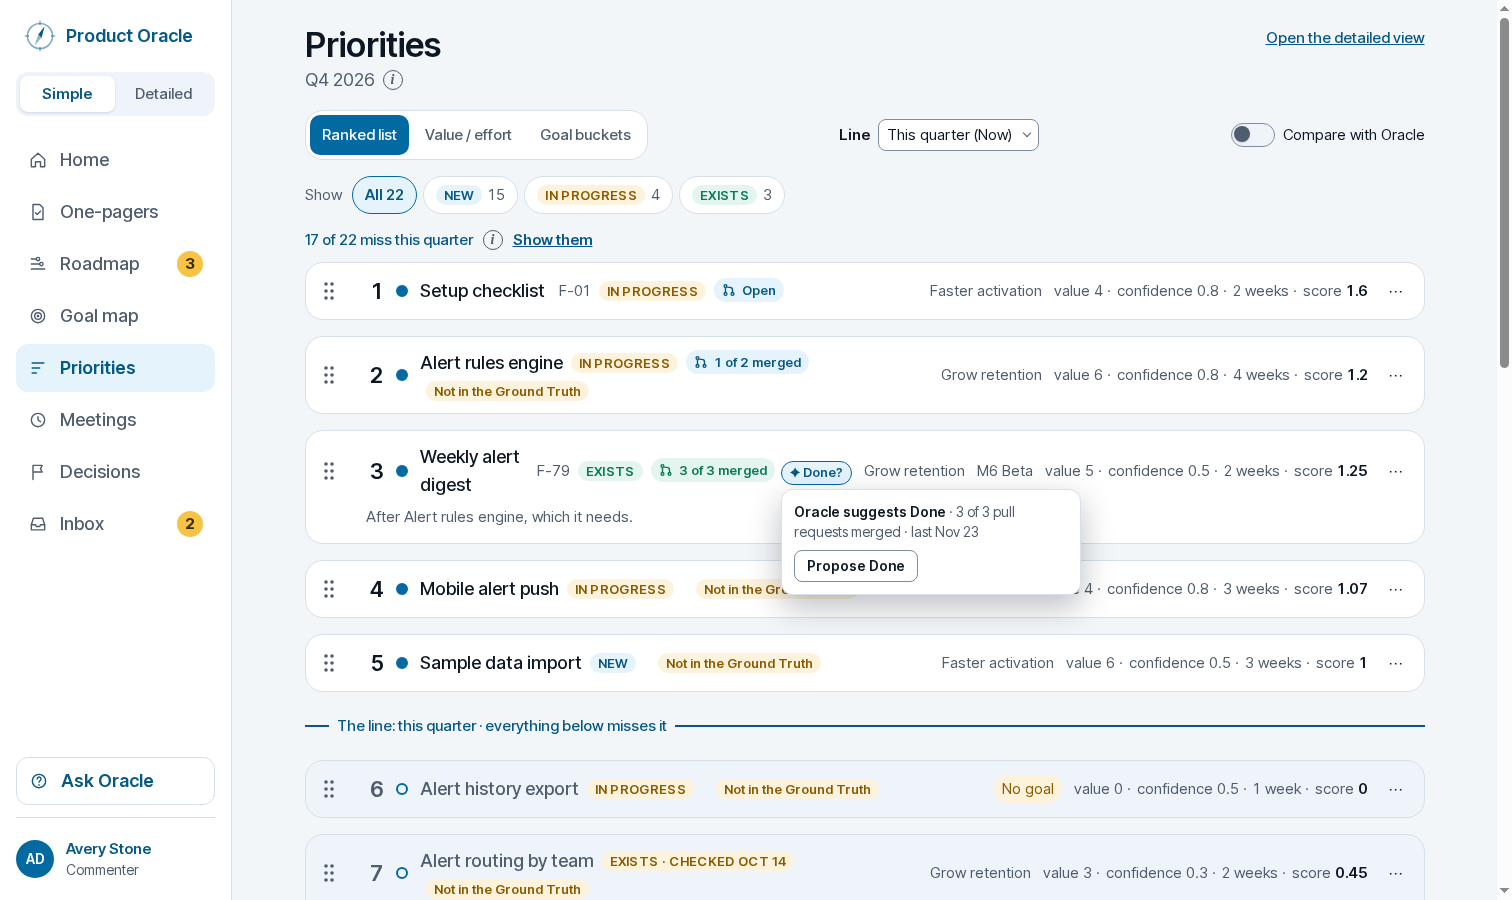 Product Oracle
Simple Detailed
Home
One-pagers
Roadmap 3
Goal map
Priorities
Meetings
Decisions
Inbox 2
Ask Oracle
AD Avery Stone
Commenter
Priorities
Open the detailed view
Q4 2026 i
Ranked list Value / effort Goal buckets
Line This quarter (Now)
Compare with Oracle
Show All 22 NEW 15 IN PROGRESS 4 EXISTS 3
17 of 22 miss this quarter i Show them
1 Setup checklist F-01 IN PROGRESS Open Faster activation value 4 · confidence 0.8 · 2 weeks · score 1.6 ···
2 Alert rules engine IN PROGRESS 1 of 2 merged Grow retention value 6 · confidence 0.8 · 4 weeks · score 1.2 ···
Not in the Ground Truth
3 Weekly alert digest F-79 EXISTS 3 of 3 merged Done? Grow retention M6 Beta value 5 · confidence 0.5 · 2 weeks · score 1.25 ···
After Alert rules engine, which it needs.
Oracle suggests Done · 3 of 3 pull
requests merged · last Nov 23
Propose Done
4 Mobile alert push IN PROGRESS Not in the 4 · confidence 0.8 · 3 weeks · score 1.07 ···
5 Sample data import NEW Not in the Ground Truth Faster activation value 6 · confidence 0.5 · 3 weeks · score 1 ···
The line: this quarter · everything below misses it
6 Alert history export IN PROGRESS Not in the Ground Truth No goal value 0 · confidence 0.5 · 1 week · score 0 ···
7 Alert routing by team EXISTS · CHECKED OCT 14 Grow retention value 3 · confidence 0.3 · 2 weeks · score 0.45 ···
Not in the Ground Truth